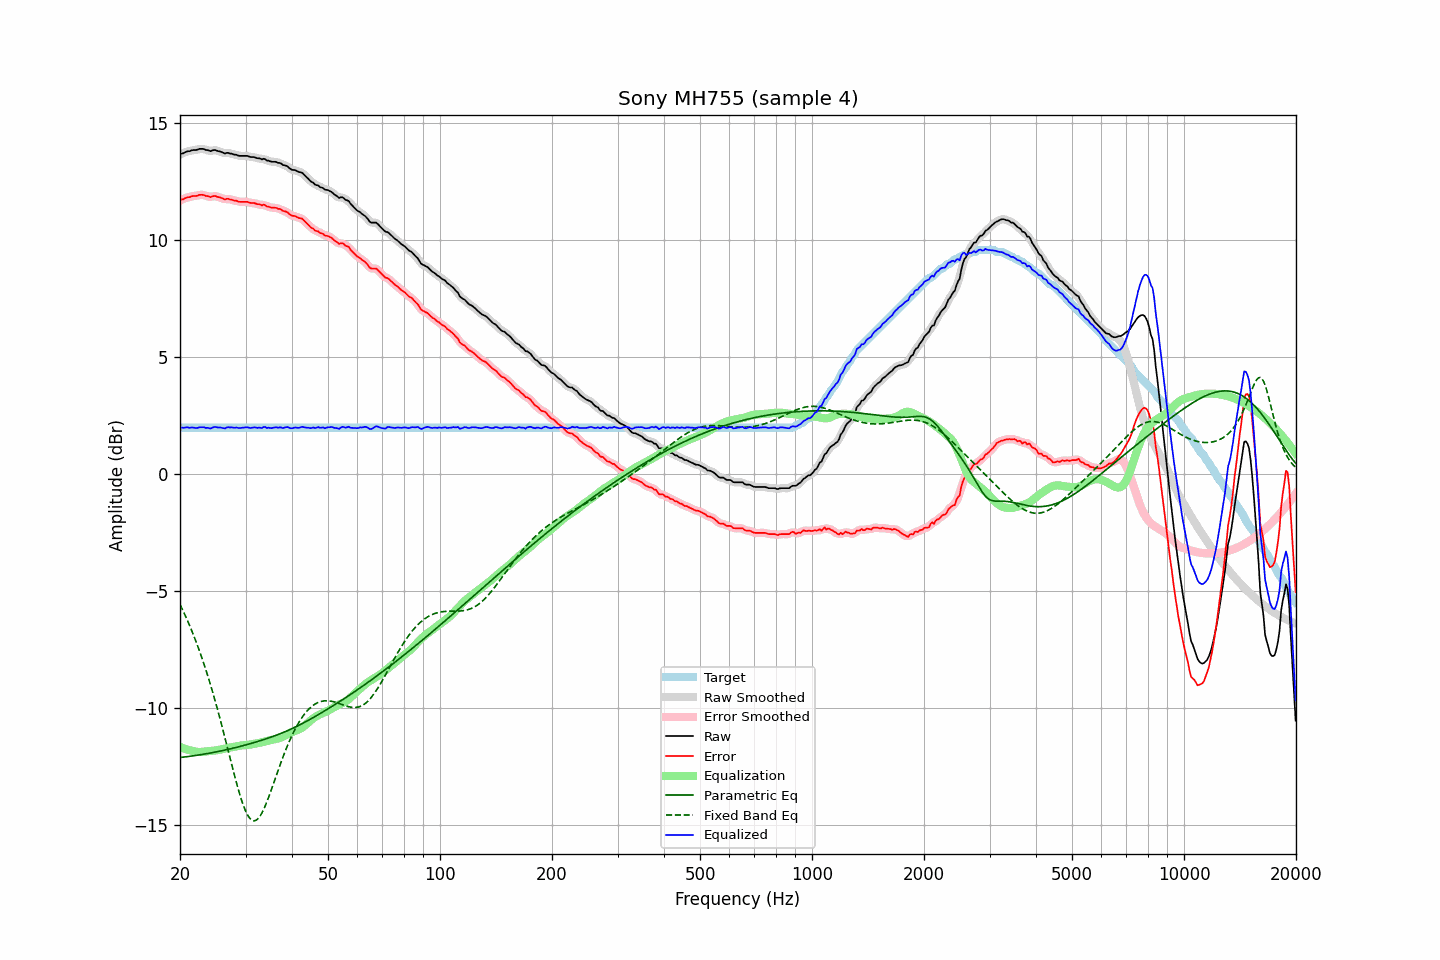 Sony MH755 (sample 4)
15
10
5
0
−5
−10
−15
Amplitude (dBr)
Target
Raw Smoothed
Error Smoothed
Raw
Error
Equalization
Parametric Eq
Fixed Band Eq
Equalized
20 50 100 200 500 1000 2000 5000 10000 20000
Frequency (Hz)